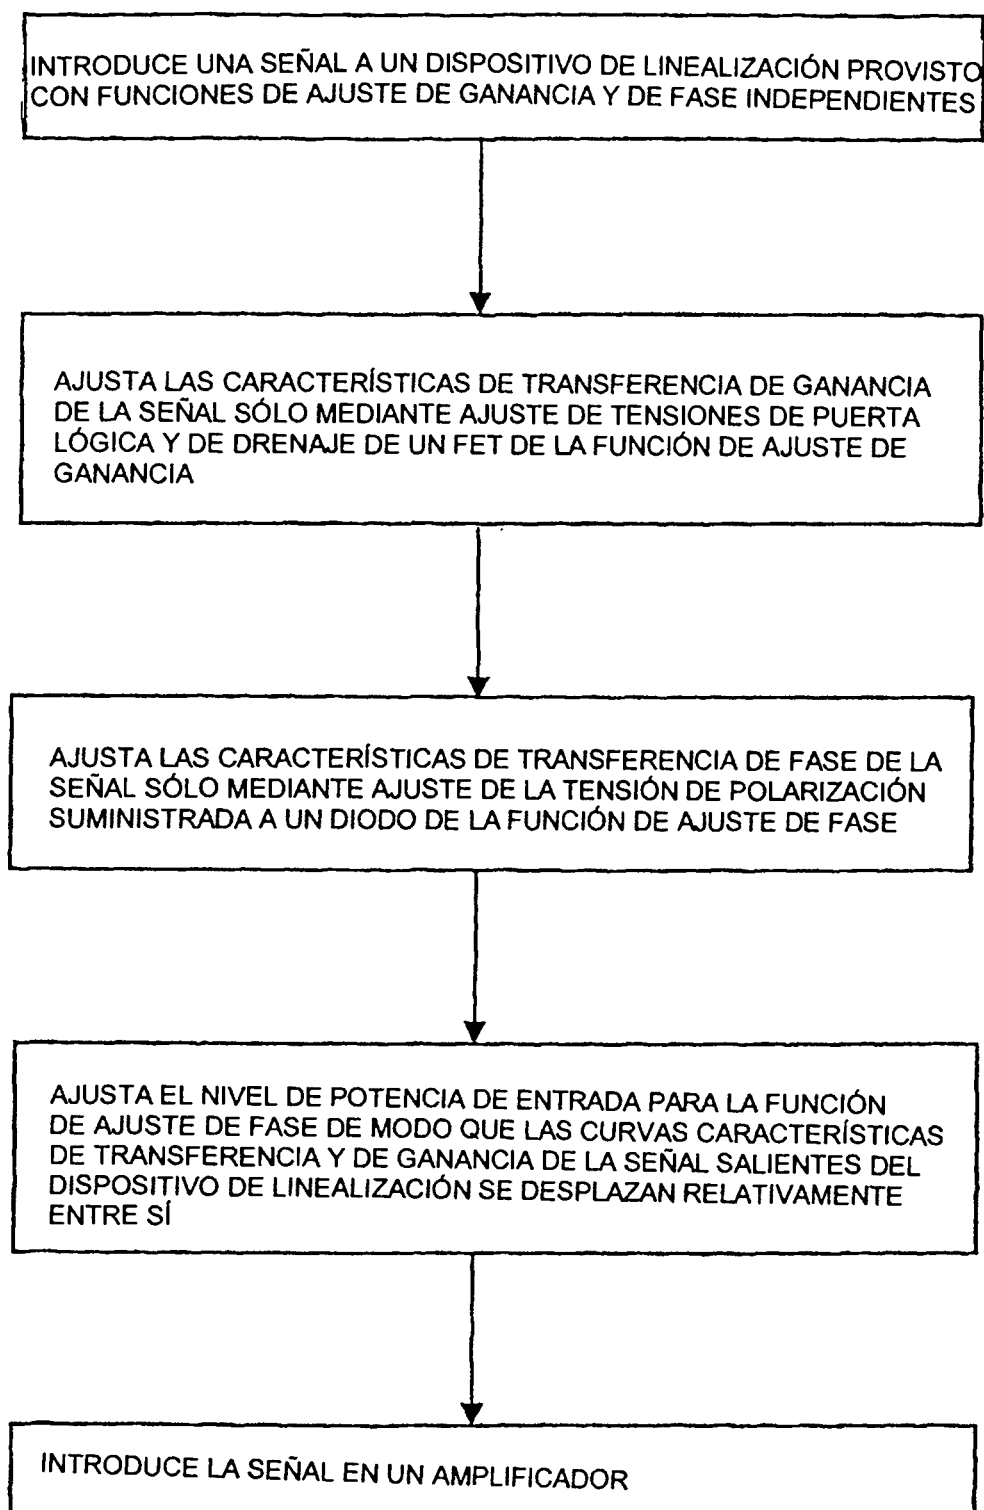 INTRODUCE UNA SEÑAL A UN DISPOSITIVO DE LINEALIZACIÓN PROVISTO
CON FUNCIONES DE AJUSTE DE GANANCIA Y DE FASE INDEPENDIENTES
AJUSTA LAS CARACTERÍSTICAS DE TRANSFERENCIA DE GANANCIA
DE LA SEÑAL SÓLO MEDIANTE AJUSTE DE TENSIONES DE PUERTA
LÓGICA Y DE DRENAJE DE UN FET DE LA FUNCIÓN DE AJUSTE DE
GANANCIA
AJUSTA LAS CARACTERÍSTICAS DE TRANSFERENCIA DE FASE DE LA
SEÑAL SÓLO MEDIANTE AJUSTE DE LA TENSIÓN DE POLARIZACIÓN
SUMINISTRADA A UN DIODO DE LA FUNCIÓN DE AJUSTE DE FASE
AJUSTA EL NIVEL DE POTENCIA DE ENTRADA PARA LA FUNCIÓN
DE AJUSTE DE FASE DE MODO QUE LAS CURVAS CARACTERÍSTICAS
DE TRANSFERENCIA Y DE GANANCIA DE LA SEÑAL SALIENTES DEL
DISPOSITIVO DE LINEALIZACIÓN SE DESPLAZAN RELATIVAMENTE
ENTRE SÍ
INTRODUCE LA SEÑAL EN UN AMPLIFICADOR